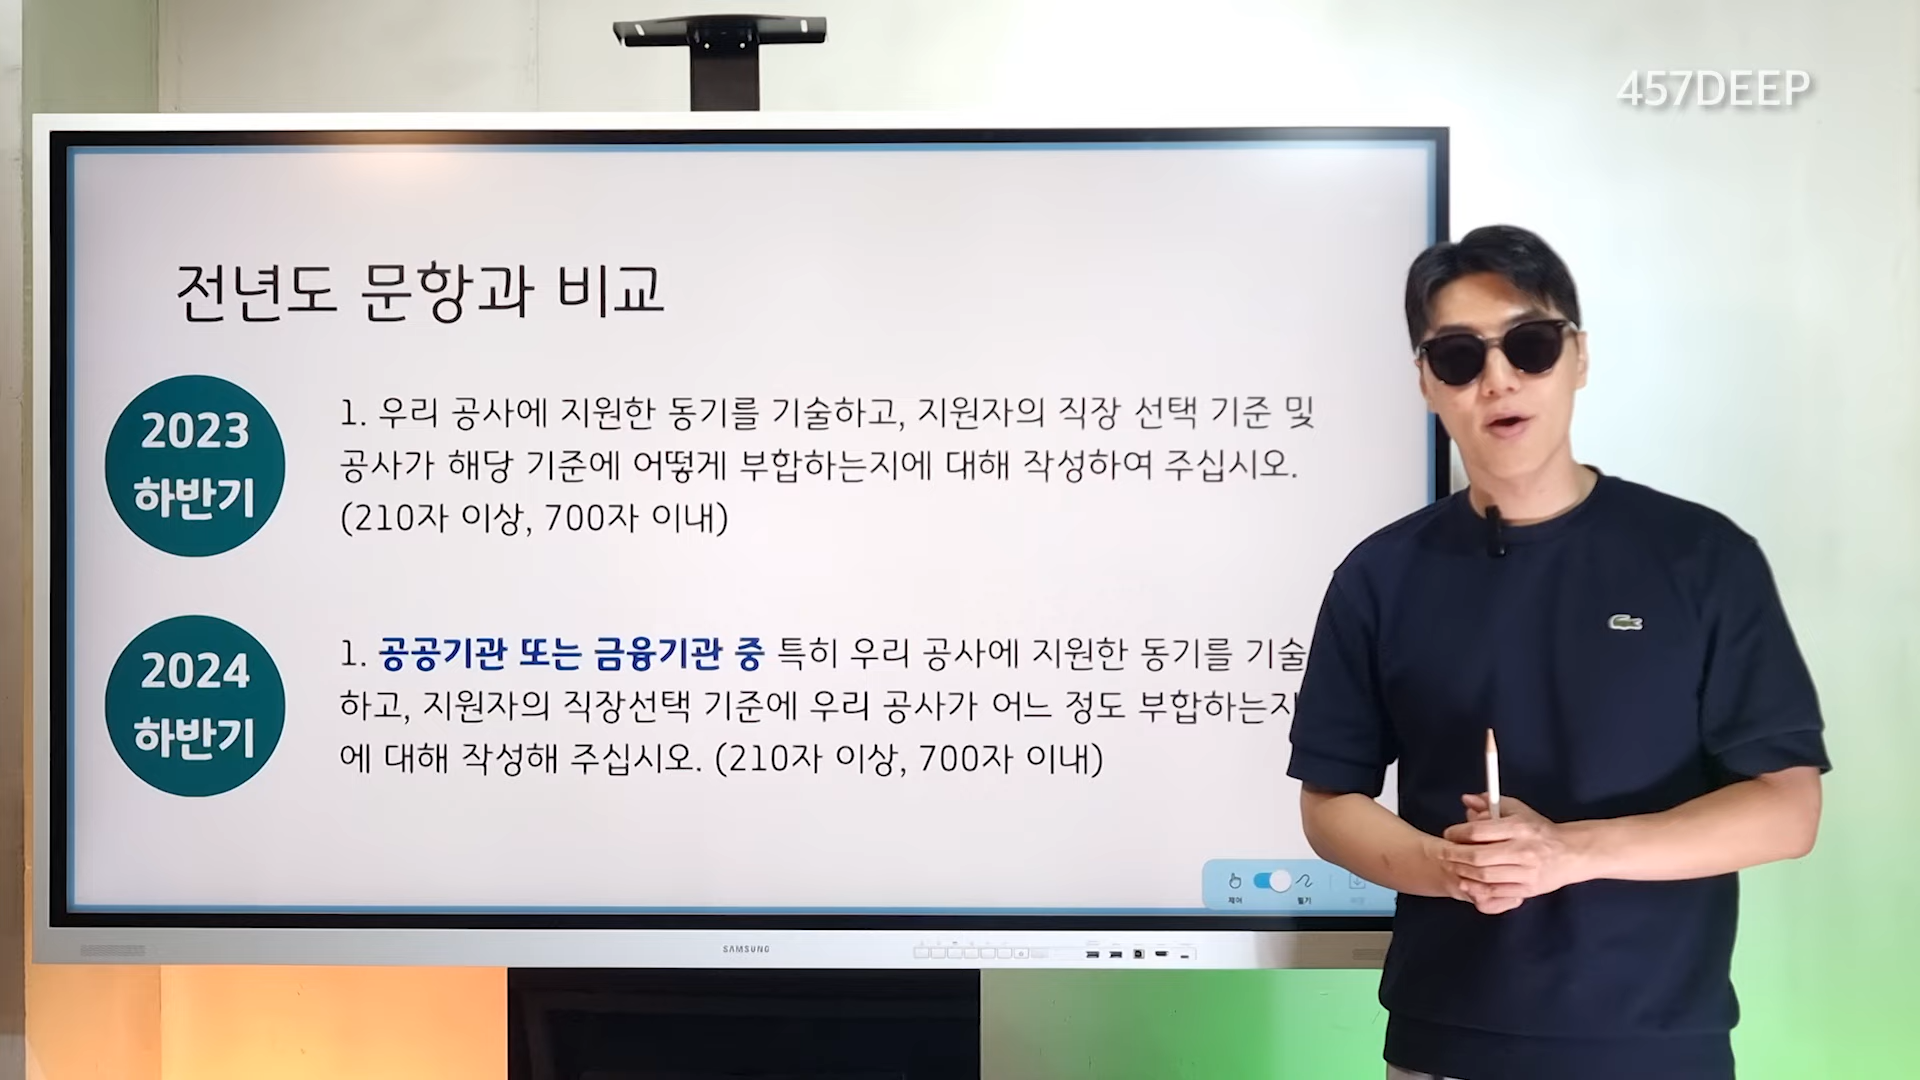 457DEEP
전년도 문항과 비교
2023
하반기
1. 우리 공사에 지원한 동기를 기술하고, 지원자의 직장 선택 기준 및
공사가 해당 기준에 어떻게 부합하는지에 대해 작성하여 주십시오.
(210자 이상, 700자 이내)
2024
하반기
1. 공공기관 또는 금융기관 중 특히 우리 공사에 지원한 동기를 기술
하고, 지원자의 직장선택 기준에 우리 공사가 어느 정도 부합하는지
에 대해 작성해 주십시오. (210자 이상, 700자 이내)
제어
필기
SAMSUNG